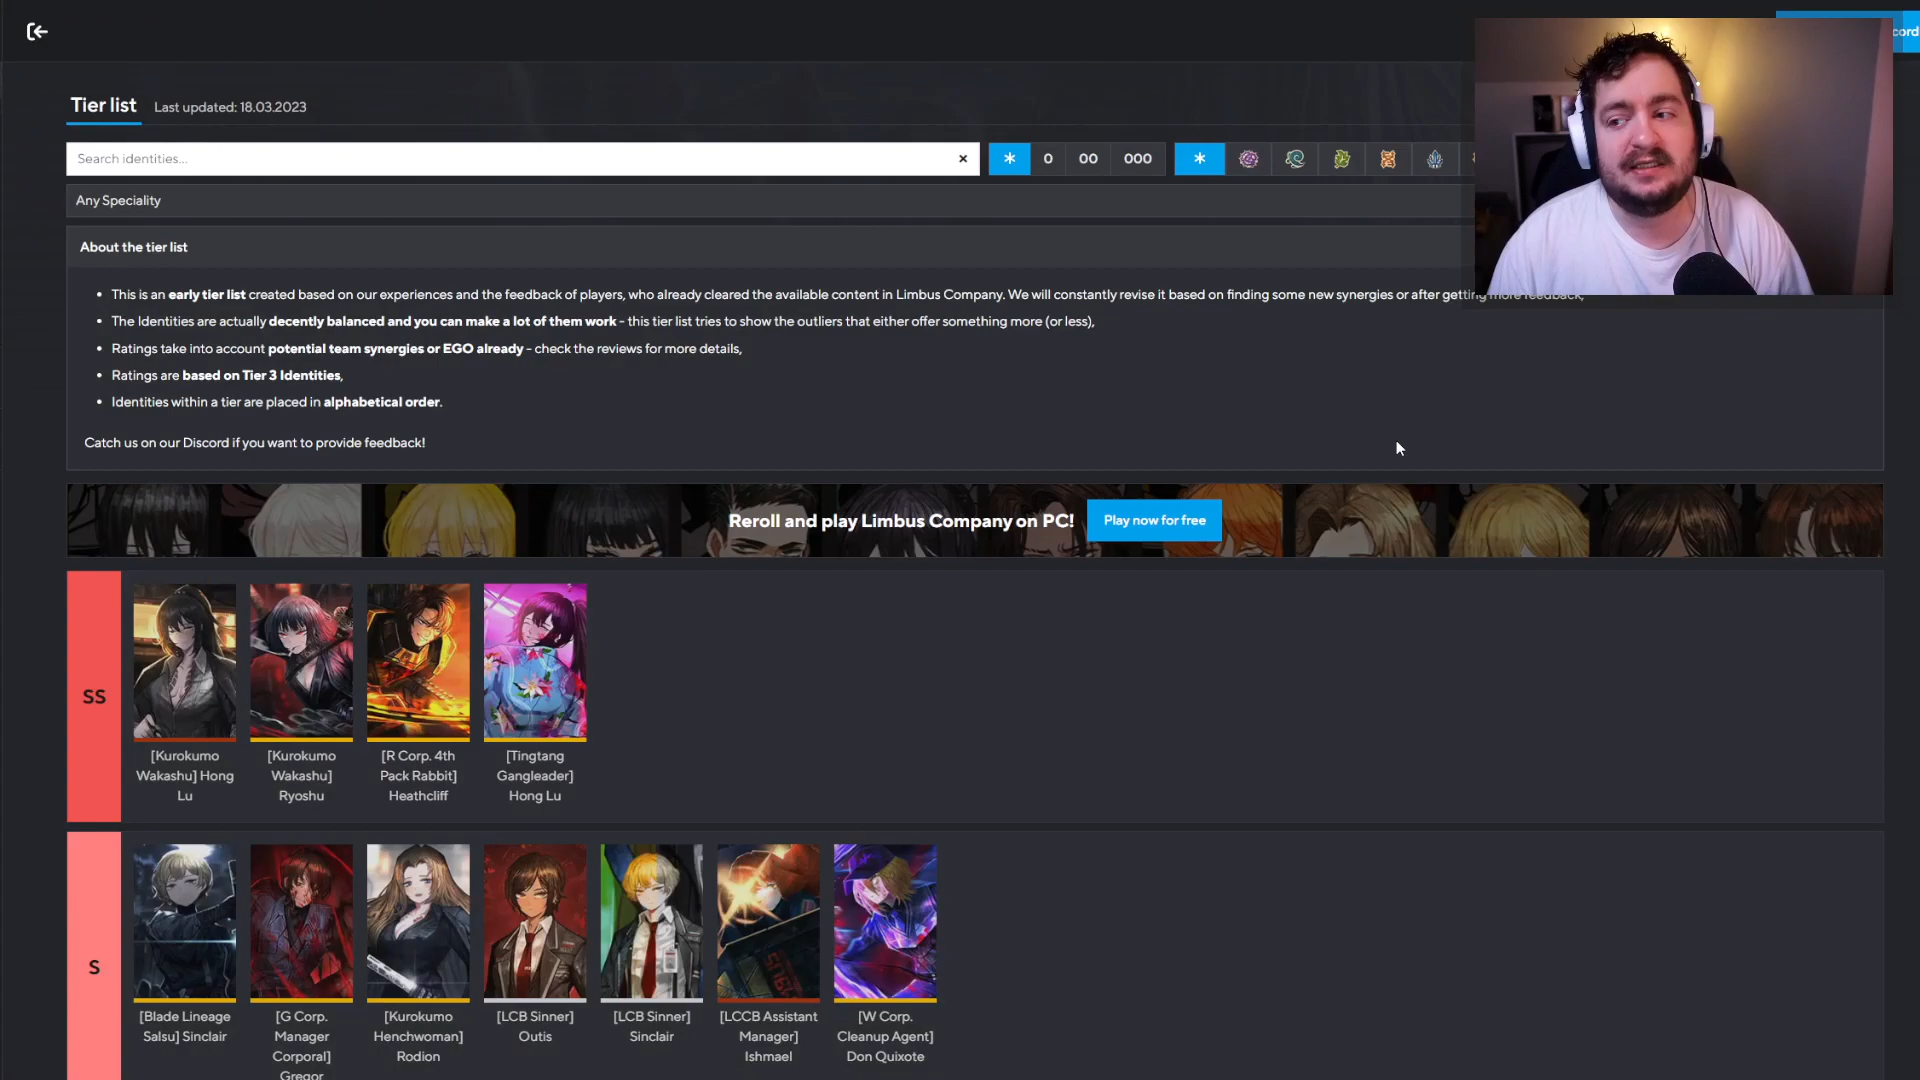 cord
Tier list Last updated: 18.03.2023
Search identities... × * 0 00 000 *
Any Speciality
About the tier list
• This is an early tier list created based on our experiences and the feedback of players, who already cleared the available content in Limbus Company. We will constantly revise it based on finding some new synergies or after getting more feedback,
• The Identities are actually decently balanced and you can make a lot of them work - this tier list tries to show the outliers that either offer something more (or less),
• Ratings take into account potential team synergies or EGO already - check the reviews for more details,
• Ratings are based on Tier 3 Identities,
• Identities within a tier are placed in alphabetical order.
Catch us on our Discord if you want to provide feedback!
Reroll and play Limbus Company on PC! Play now for free
SS
[Kurokumo
Wakashu] Hong
Lu
[Kurokumo
Wakashu]
Ryoshu
[R Corp. 4th
Pack Rabbit]
Heathcliff
[Tingtang
Gangleader]
Hong Lu
S
[Blade Lineage
Salsu] Sinclair
[G Corp.
Manager
Corporal]
Gregor
[Kurokumo
Henchwoman]
Rodion
[LCB Sinner]
Outis
[LCB Sinner]
Sinclair
[LCCB Assistant
Manager]
Ishmael
[W Corp.
Cleanup Agent]
Don Quixote